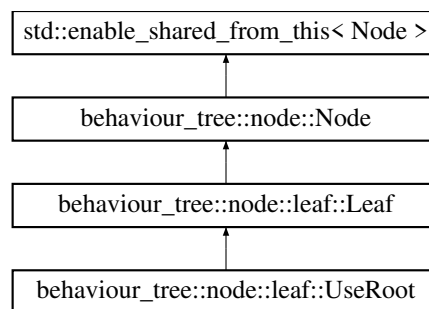 std::enable_shared_from_this< Node >
behaviour_tree::node::Node
behaviour_tree::node::leaf::Leaf
behaviour_tree::node::leaf::UseRoot